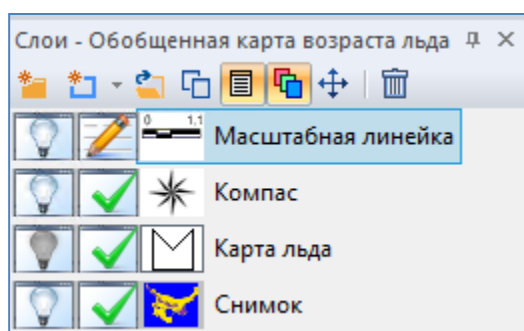 Слои - Обобщенная карта возраста льда
0 1,1
Масштабная линейка
Компас
Карта льда
Снимок